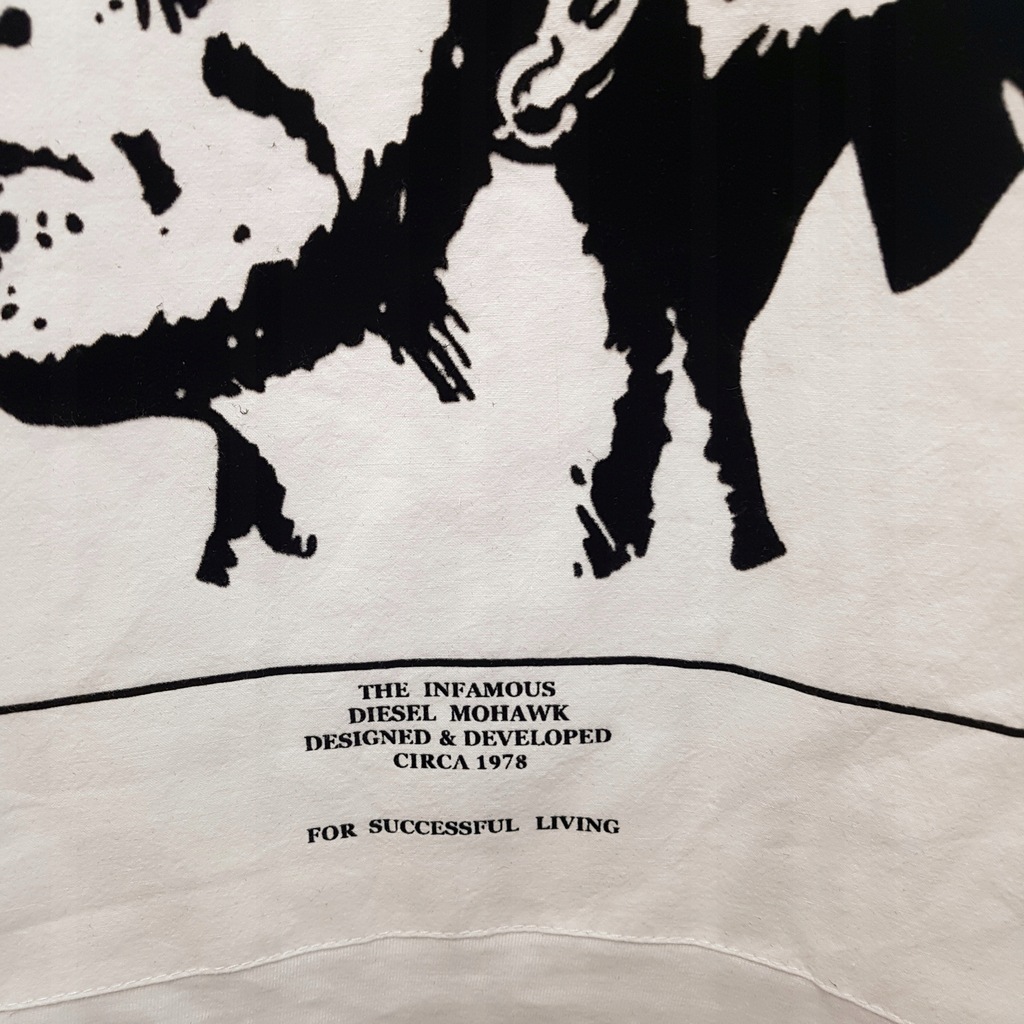 THE INFAMOUS
DIESEL MOHAWK
DESIGNED & DEVELOPED
CIRCA 1978
FOR SUCCESSFUL LIVING